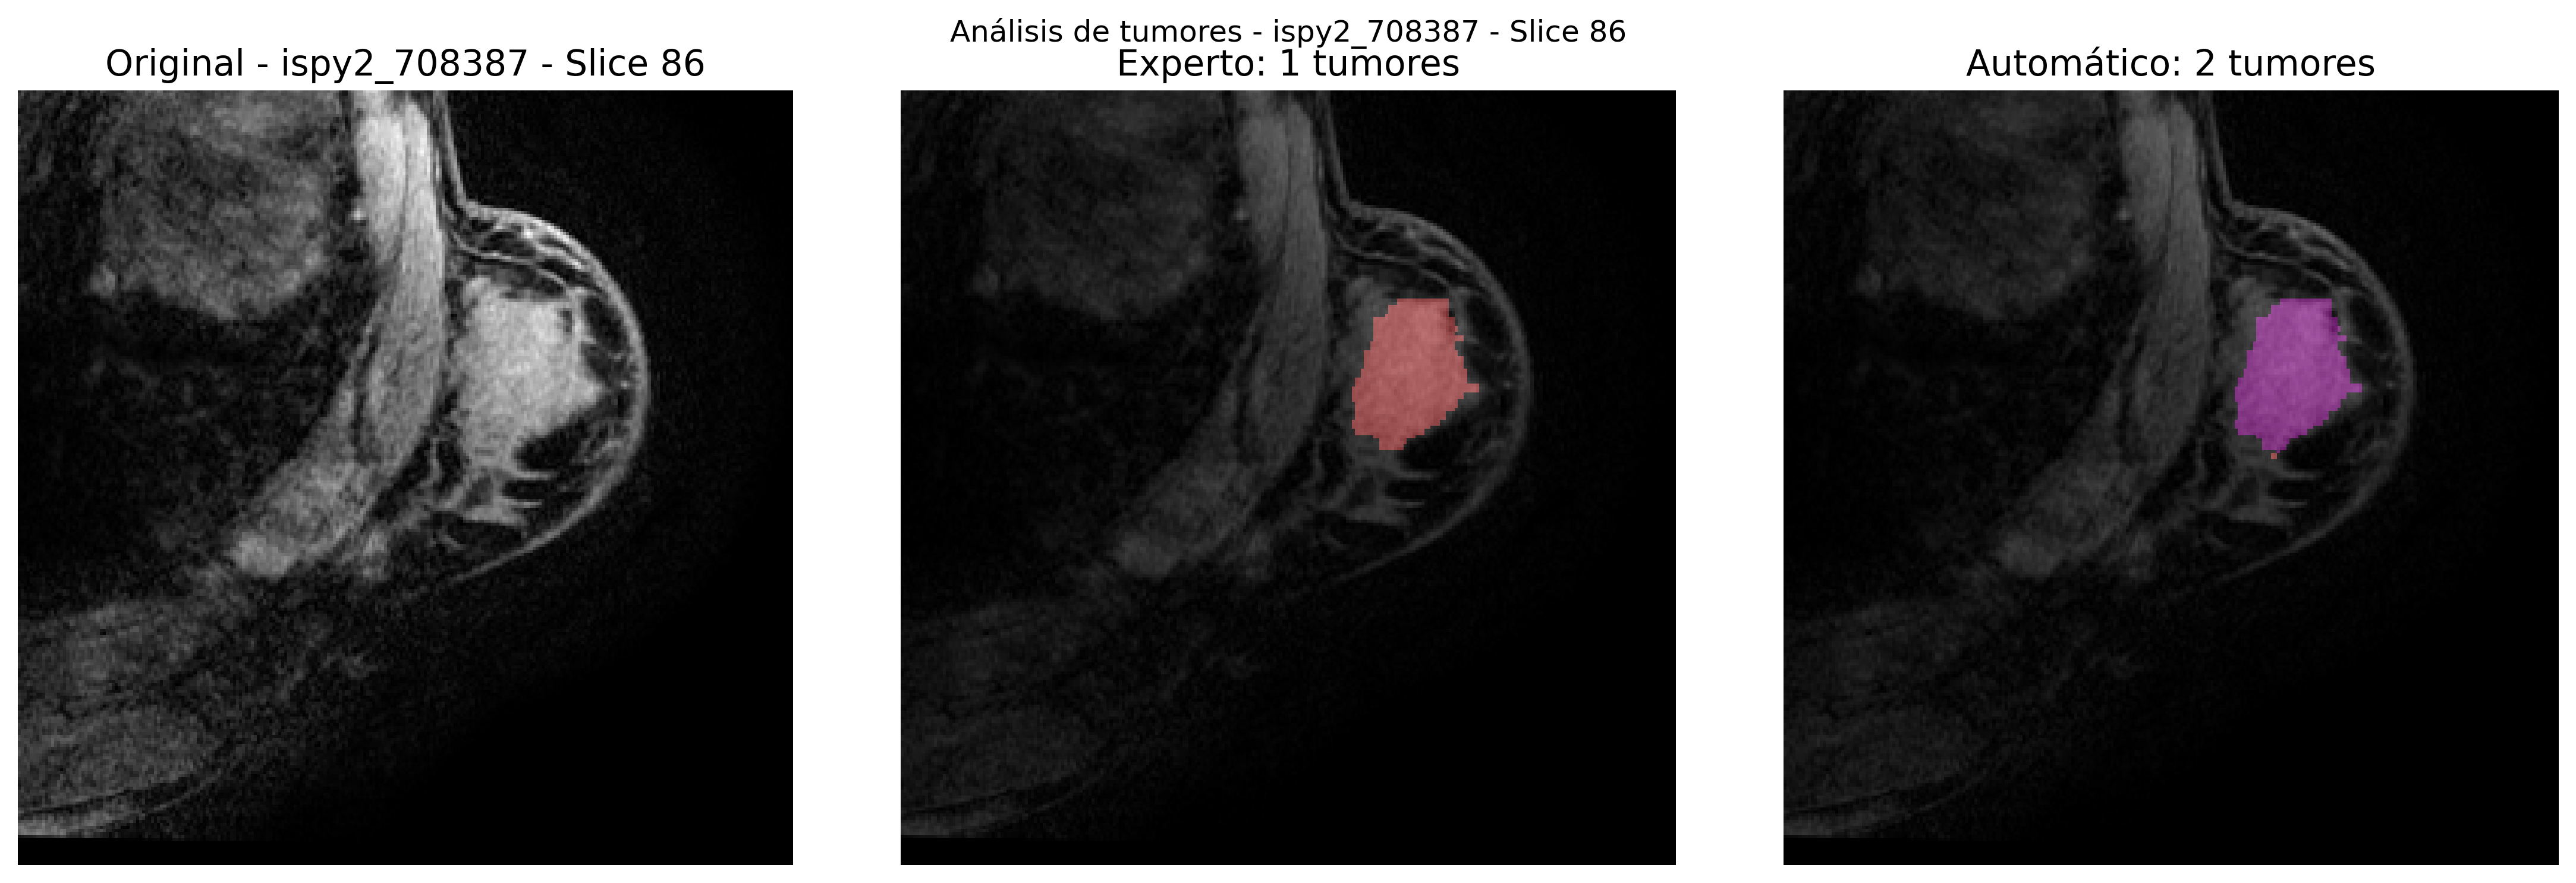 Análisis de tumores - ispy2_708387 - Slice 86
Original - ispy2_708387 - Slice 86
Experto: 1 tumores
Automático: 2 tumores